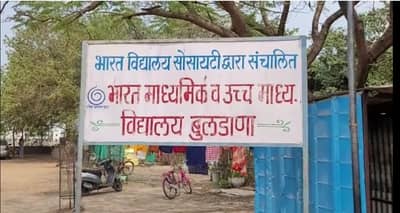 भारत विद्यालय सोसायटीद्वारा संचालित
भारत माध्यमिक व उच्च माध्य.
विद्यालय बुलडाणा